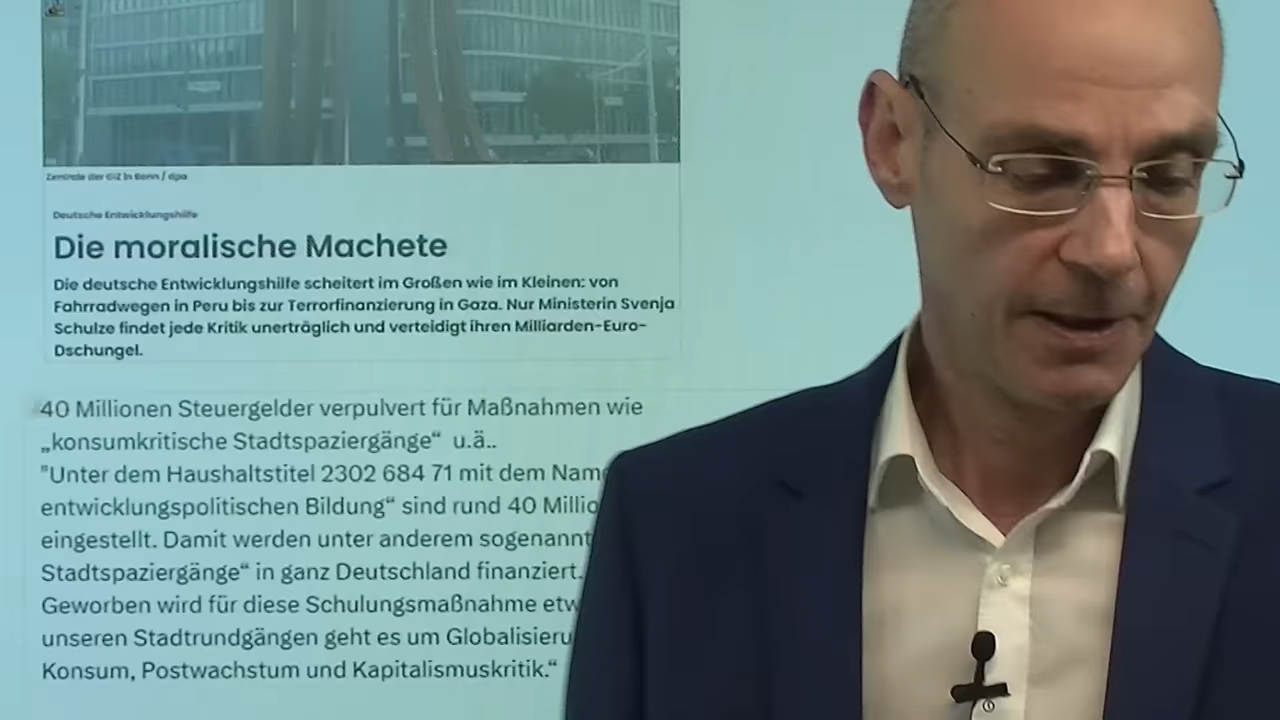 Zentrale der GIZ in Bonn / dpa
Deutsche Entwicklungshilfe
Die moralische Machete
Die deutsche Entwicklungshilfe scheitert im Großen wie im Kleinen: von
Fahrradwegen in Peru bis zur Terrorfinanzierung in Gaza. Nur Ministerin Svenja
Schulze findet jede Kritik unerträglich und verteidigt ihren Milliarden-Euro-
Dschungel.
40 Millionen Steuergelder verpulvert für Maßnahmen wie
„konsumkritische Stadtspaziergänge“ u.ä..
"Unter dem Haushaltstitel 2302 684 71 mit dem Name
entwicklungspolitischen Bildung“ sind rund 40 Millio
eingestellt. Damit werden unter anderem sogenannt
Stadtspaziergänge“ in ganz Deutschland finanziert.
Geworben wird für diese Schulungsmaßnahme etw
unseren Stadtrundgängen geht es um Globalisieru
Konsum, Postwachstum und Kapitalismuskritik.“